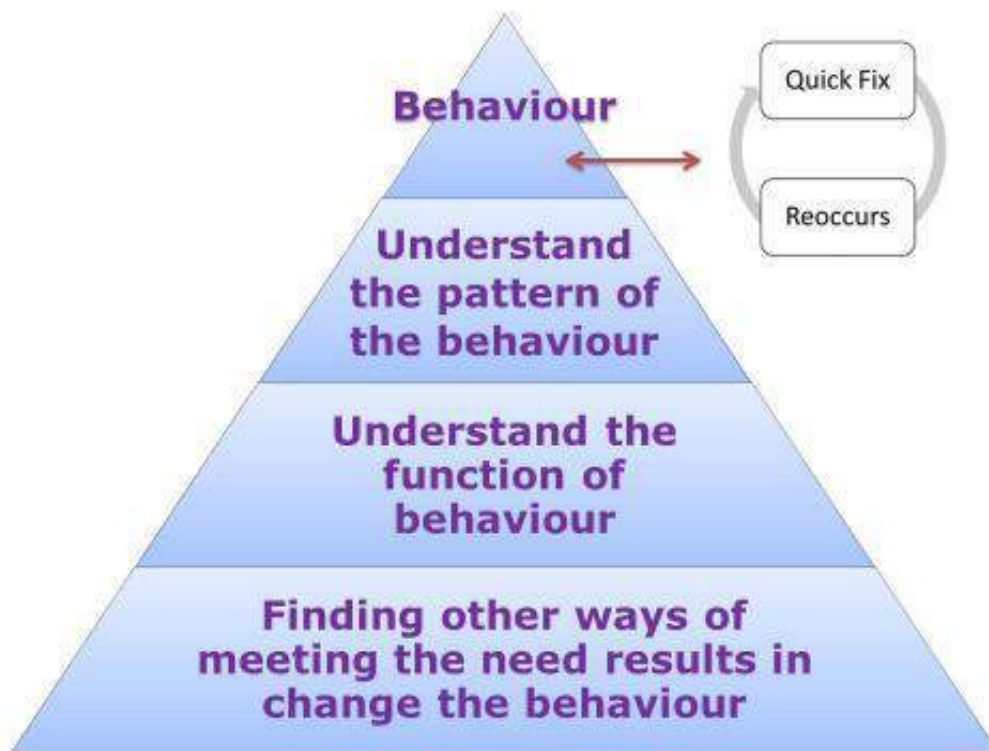 Behaviour
Quick Fix
Reoccurs
Understand
the pattern of
the behaviour
Understand the
function of
behaviour
Finding other ways of
meeting the need results in
change the behaviour